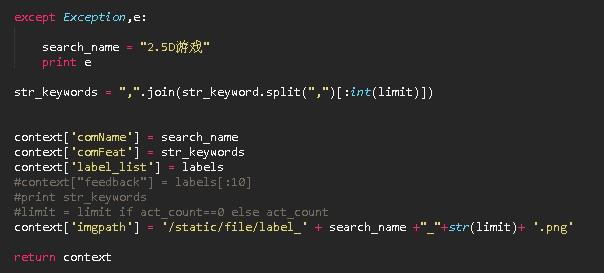 except Exception,e:
search_name = "2.5D游戏"
print e
str_keywords = ",".join(str_keyword.split(",")[:int(limit)])
context['comName'] = search_name
context['comFeat'] = str_keywords
context['label_list'] = labels
#context["feedback"] = labels[:10]
#print str_keywords
#limit = limit if act_count==0 else act_count
context['imgpath'] = '/static/file/label_' + search_name +"_"+str(limit)+ '.png'
return context